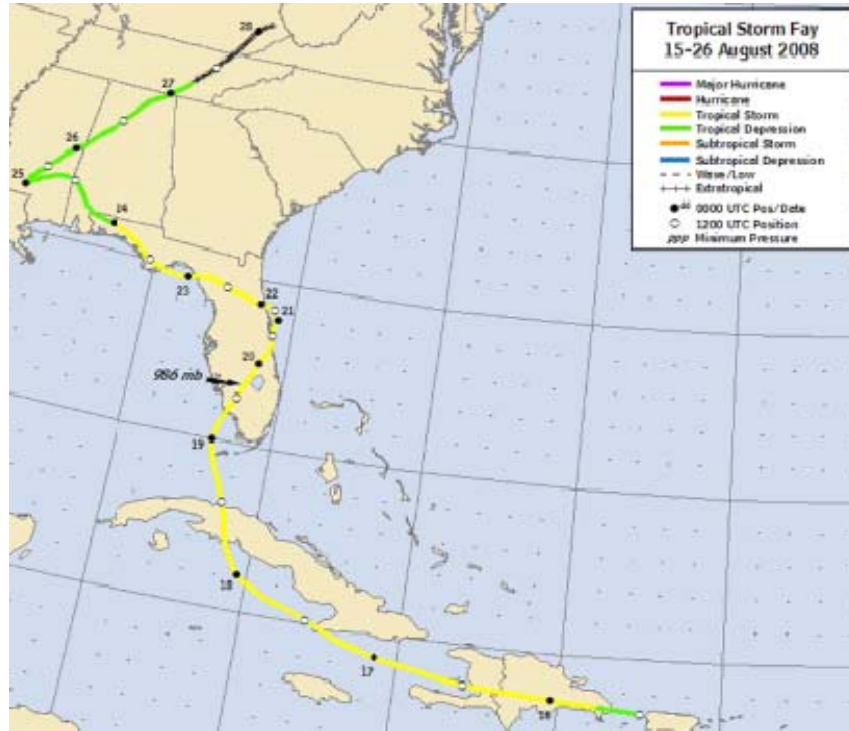 Tropical Storm Fay
15-26 August 2008
Major Hurricane
Hurricane
Tropical Storm
Tropical Depression
Subtropical Storm
Subtropical Depression
Wave/Low
Extratropical
0000 UTC Pos/Date
1200 UTC Position
ppp Minimum Pressure
28
27
26
25
24
23
22
21
20
986 mb
19
18
17
16